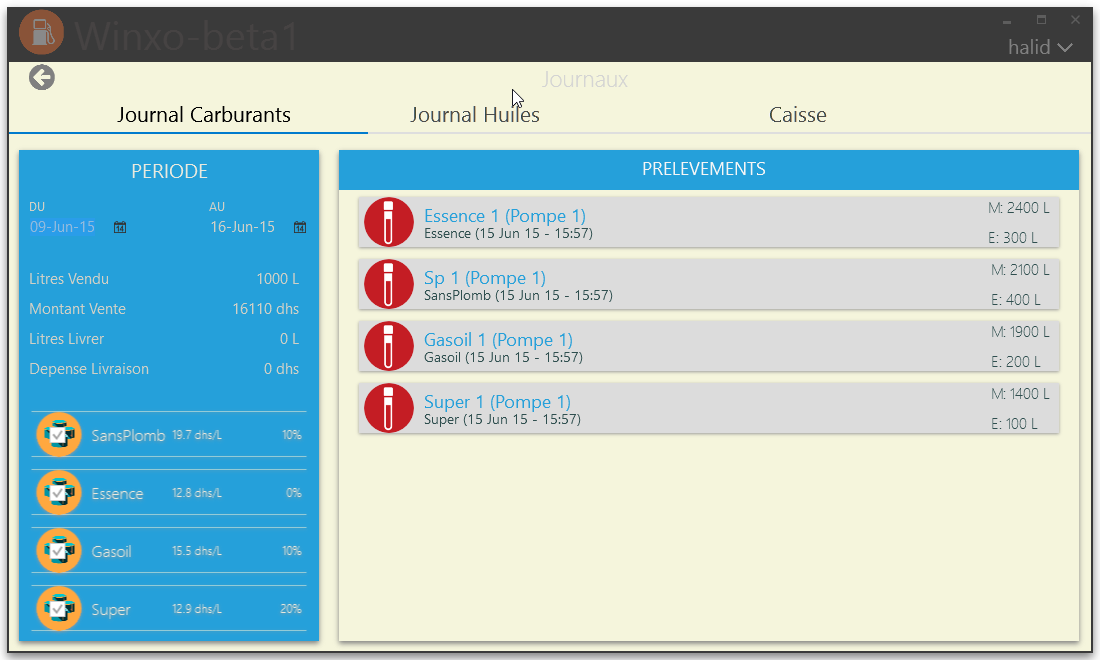 Winxo-beta1
halid
Journaux
Journal Carburants Journal Huiles Caisse
PERIODE
DU AU
09-Jun-15 16-Jun-15
Litres Vendu 1000 L
Montant Vente 16110 dhs
Litres Livrer 0 L
Depense Livraison 0 dhs
SansPlomb 19.7 dhs/L 10%
Essence 12.8 dhs/L 0%
Gasoil 15.5 dhs/L 10%
Super 12.9 dhs/L 20%
PRELEVEMENTS
Essence 1 (Pompe 1) M: 2400 L
Essence (15 Jun 15 - 15:57) E: 300 L
Sp 1 (Pompe 1) M: 2100 L
SansPlomb (15 Jun 15 - 15:57) E: 400 L
Gasoil 1 (Pompe 1) M: 1900 L
Gasoil (15 Jun 15 - 15:57) E: 200 L
Super 1 (Pompe 1) M: 1400 L
Super (15 Jun 15 - 15:57) E: 100 L